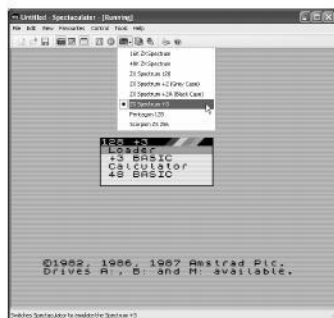 Untitled - Spectaculator - [Running]
File Edit View Favourites Control Tools Help
16K ZX Spectrum
48K ZX Spectrum
ZX Spectrum 128
ZX Spectrum +2 (Grey Case)
ZX Spectrum +2A (Black Case)
ZX Spectrum +3
Pentagon 128
Scorpion ZS 256
128 +3
Loader
+3 BASIC
Calculator
48 BASIC
©1982, 1986, 1987 Amstrad Plc.
Drives A:, B: and M: available.
Switches Spectaculator to emulate the Spectrum +3